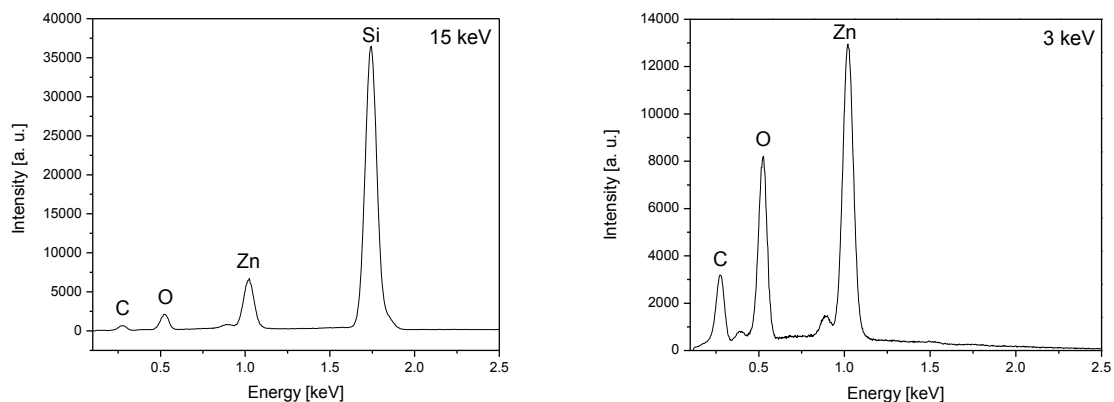 15 keV
Si
Zn
O
C
40000
35000
30000
25000
20000
15000
10000
5000
0
0.5
1.0
1.5
2.0
2.5
Intensity [a. u.]
Energy [keV]
3 keV
Zn
O
C
14000
12000
10000
8000
6000
4000
2000
0
0.5
1.0
1.5
2.0
2.5
Intensity [a. u.]
Energy [keV]